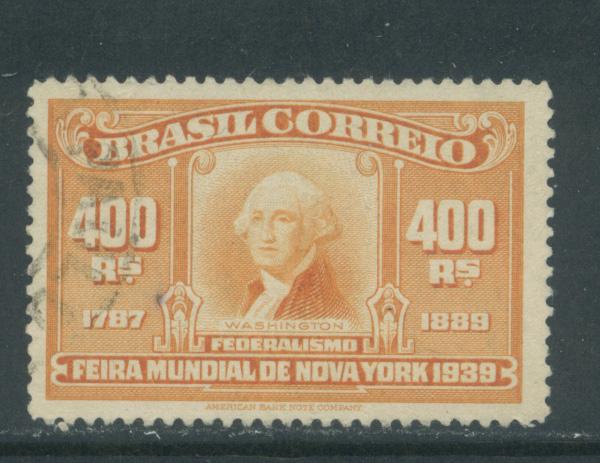 BRASIL CORREIO
400 400
RS RS
1787 1889
WASHINGTON
FEDERALISMO
FEIRA MUNDIAL DE NOVA YORK 1939
AMERICAN BANK NOTE COMPANY